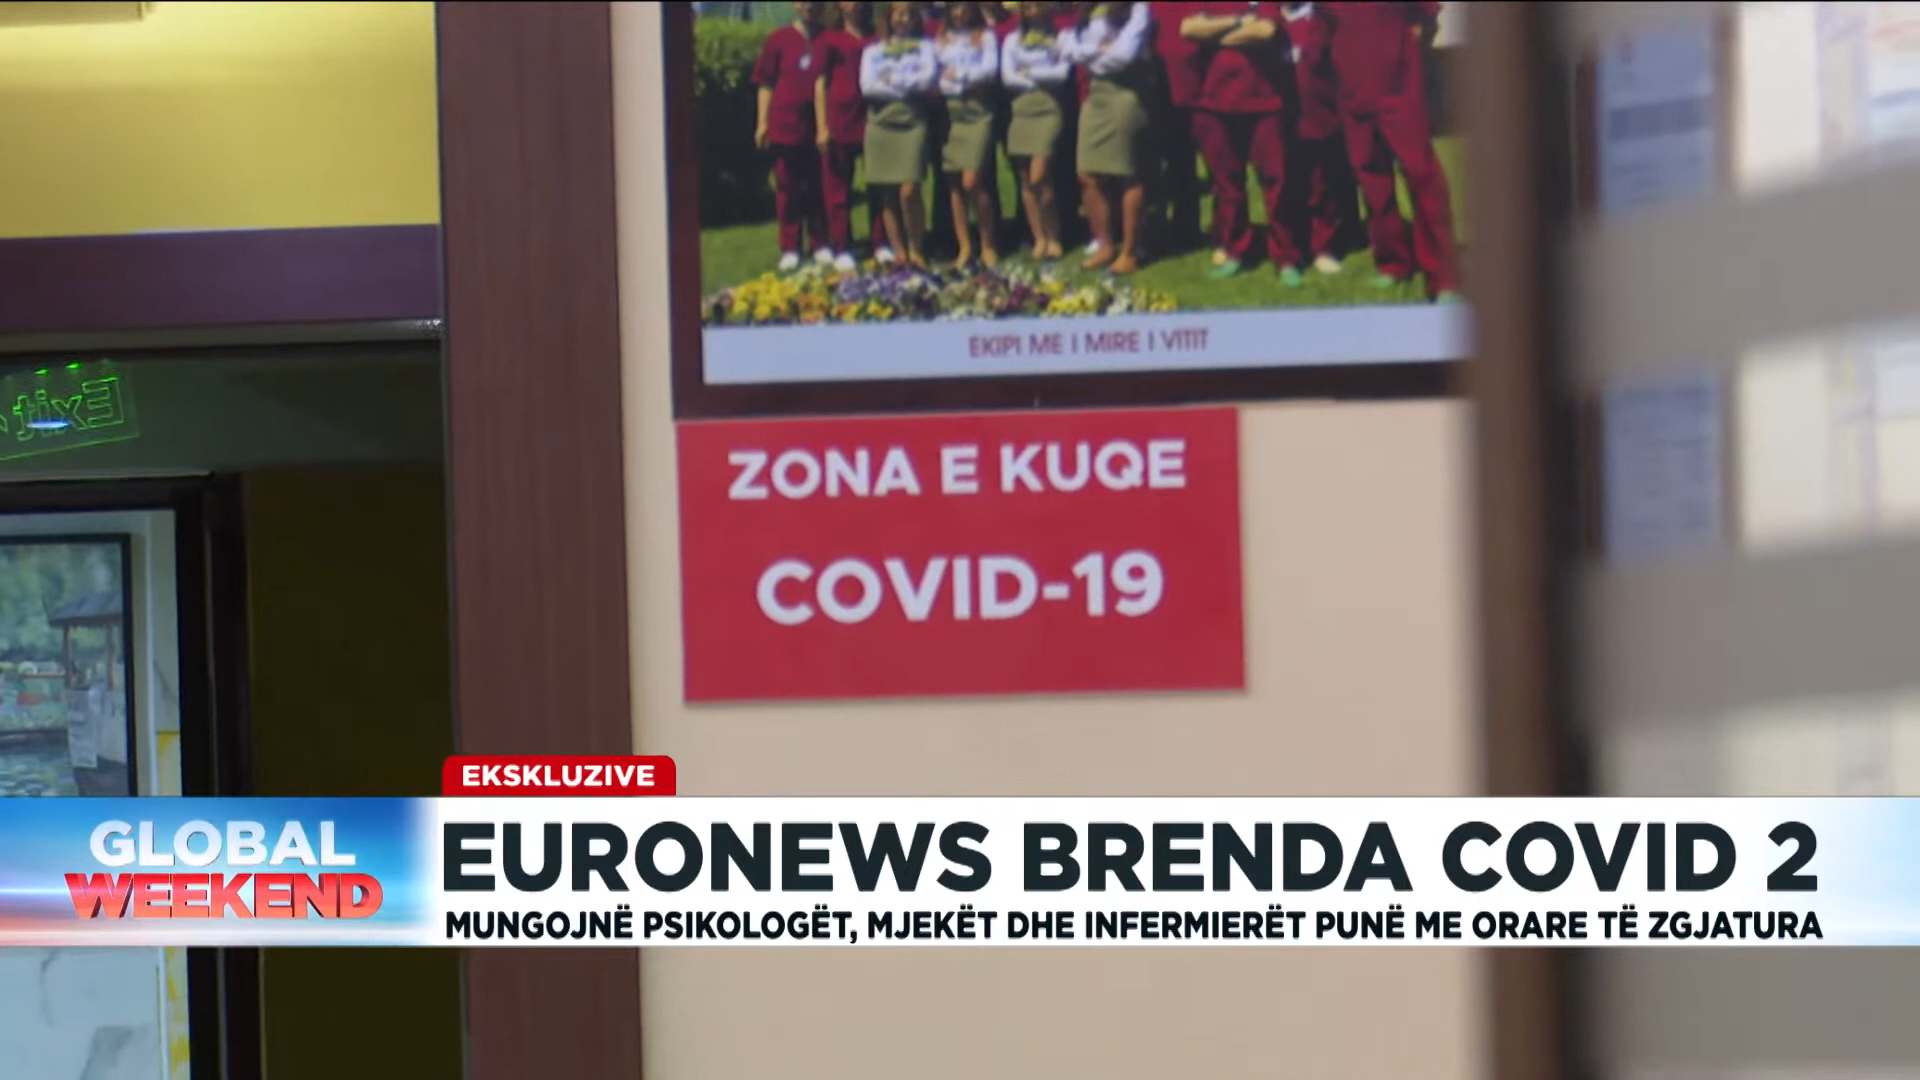 EKIPI ME I MIRE I VITIT
ZONA E KUQE
COVID-19
Exit
EKSKLUZIVE
GLOBAL
WEEKEND
EURONEWS BRENDA COVID 2
MUNGOJNË PSIKOLOGËT, MJEKËT DHE INFERMIERËT PUNË ME ORARE TË ZGJATURA